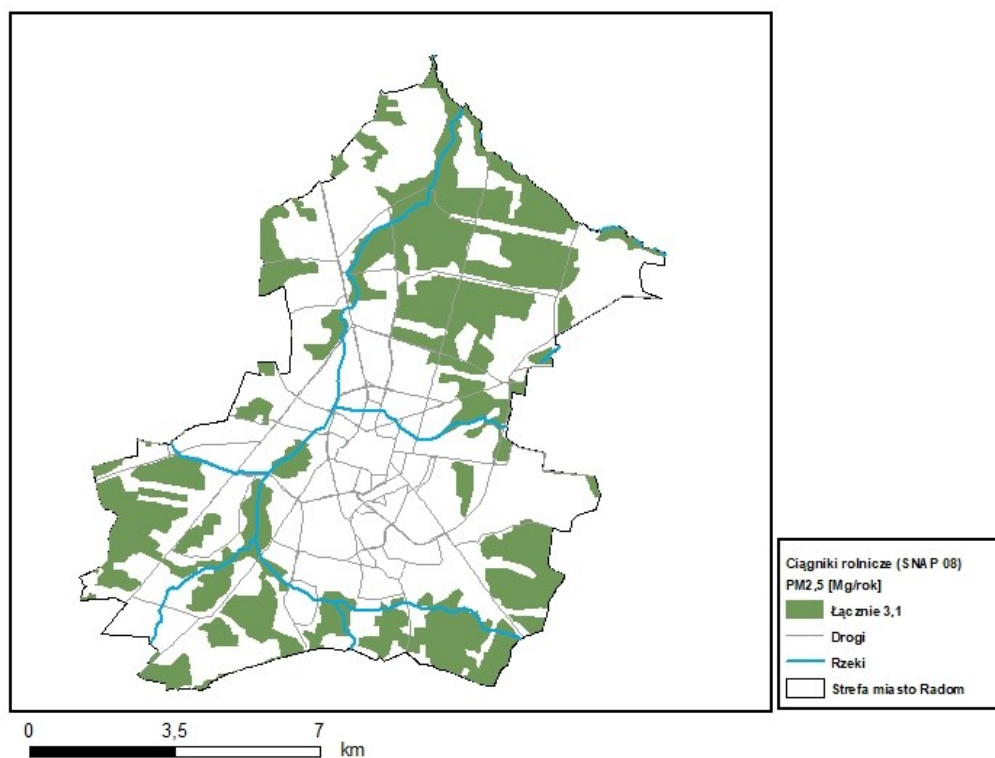 Ciągniki rolnicze (SNAP 08)
PM2,5 [Mg/rok]
Łącznie 3,1
Drogi
Rzeki
Strefa miasto Radom
0 3,5 7
km